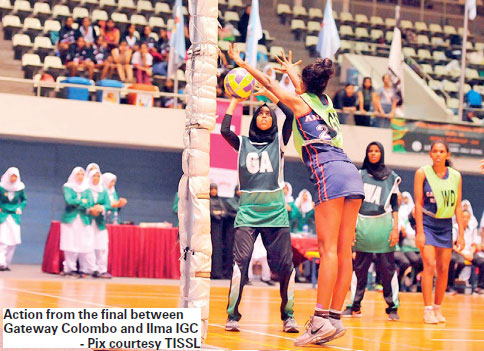 GA
WD
Action from the final between
Gateway Colombo and Ilma IGC
- Pix courtesy TISSL